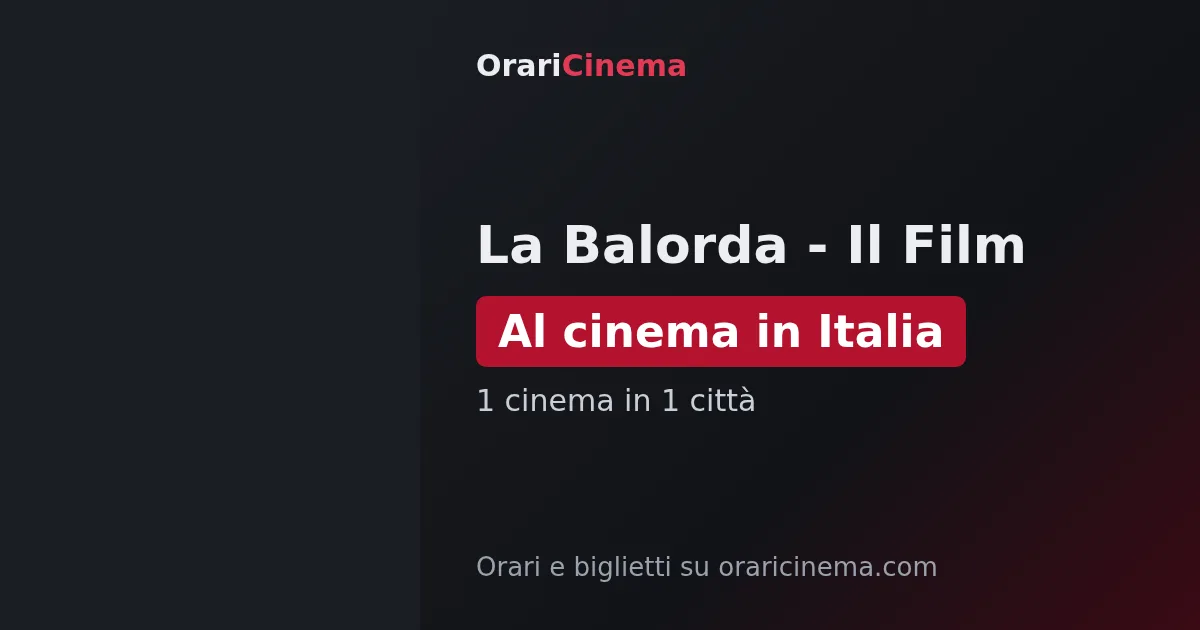 OrariCinema
La Balorda - Il Film
Al cinema in Italia
1 cinema in 1 città
Orari e biglietti su oraricinema.com